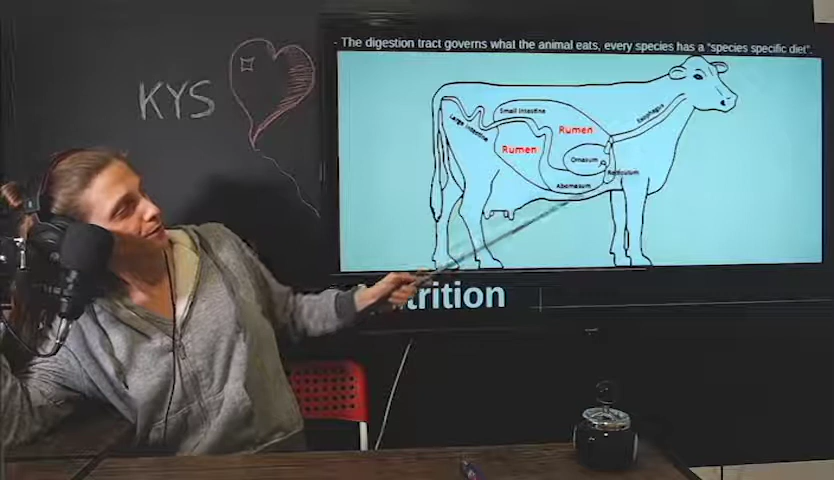 - The digestion tract governs what the animal eats, every species has a "species specific diet".
KYS
Small Intestine
Esophagus
Large Intestine
Rumen
Rumen
Omasum
Reticulum
Abomasum
trition